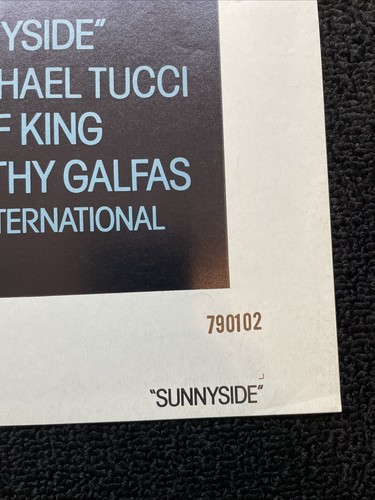 YSIDE"
HAEL TUCCI
F KING
THY GALFAS
TERNATIONAL
790102
"SUNNYSIDE"